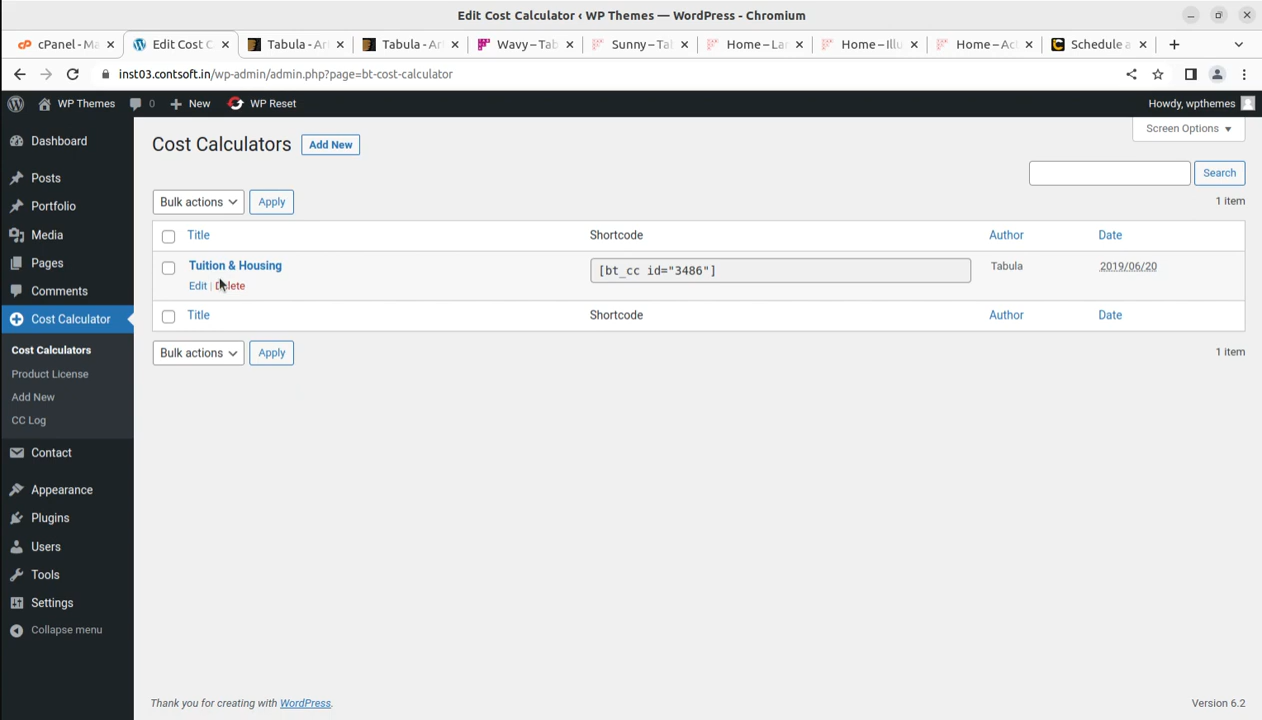 Edit Cost Calculator ‹ WP Themes — WordPress - Chromium
cPanel - Ma
Edit Cost C
Tabula - Ar
Tabula - Ar
Wavy – Tab
Sunny – Ta
Home – Lar
Home – Illu
Home – Ac
Schedule a
inst03.contsoft.in/wp-admin/admin.php?page=bt-cost-calculator
WP Themes 0 New WP Reset Howdy, wpthemes
Screen Options
Dashboard
Posts
Portfolio
Media
Pages
Comments
Cost Calculator
Cost Calculators
Product License
Add New
CC Log
Contact
Appearance
Plugins
Users
Tools
Settings
Collapse menu
Cost Calculators Add New
Search
Bulk actions Apply 1 item
Title Shortcode Author Date
Tuition & Housing [bt_cc id="3486"] Tabula 2019/06/20
Edit | Delete
Title Shortcode Author Date
Bulk actions Apply 1 item
Thank you for creating with WordPress. Version 6.2